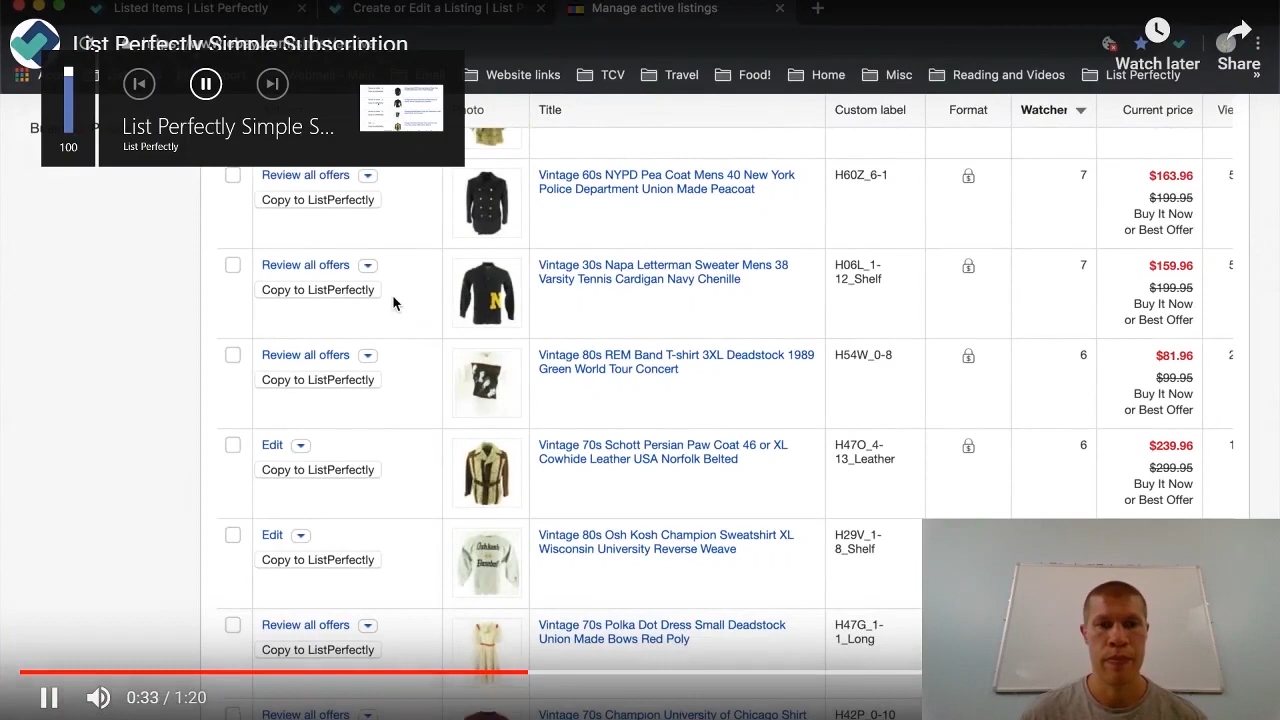 Listed Items | List Perfectly
Create or Edit a Listing | List P
Manage active listings
List Perfectly Simple Subscription
Watch later
Share
Email
Website links
TCV
Travel
Food!
Home
Misc
Reading and Videos
List Perfectly
»
List Perfectly Simple S...
100
List Perfectly
Format
Watchers
Review all offers
Copy to ListPerfectly
Vintage 60s NYPD Pea Coat Mens 40 New York
Police Department Union Made Peacoat
H60Z_6-1
7
$163.96
$199.95
Buy It Now
or Best Offer
Review all offers
Copy to ListPerfectly
Vintage 30s Napa Letterman Sweater Mens 38
Varsity Tennis Cardigan Navy Chenille
H06L_1-
12_Shelf
7
$159.96
$199.95
Buy It Now
or Best Offer
Review all offers
Copy to ListPerfectly
Vintage 80s REM Band T-shirt 3XL Deadstock 1989
Green World Tour Concert
H54W_0-8
6
$81.96
$99.95
Buy It Now
or Best Offer
Edit
Copy to ListPerfectly
Vintage 70s Schott Persian Paw Coat 46 or XL
Cowhide Leather USA Norfolk Belted
H47O_4-
13_Leather
6
$239.96
$299.95
Buy It Now
or Best Offer
Edit
Copy to ListPerfectly
Vintage 80s Osh Kosh Champion Sweatshirt XL
Wisconsin University Reverse Weave
H29V_1-
8_Shelf
Review all offers
Copy to ListPerfectly
Vintage 70s Polka Dot Dress Small Deadstock
Union Made Bows Red Poly
H47G_1-
1_Long
0:33 / 1:20
Review all offers
Vintage 70s Champion University of Chicago Shirt
H42P_0-10